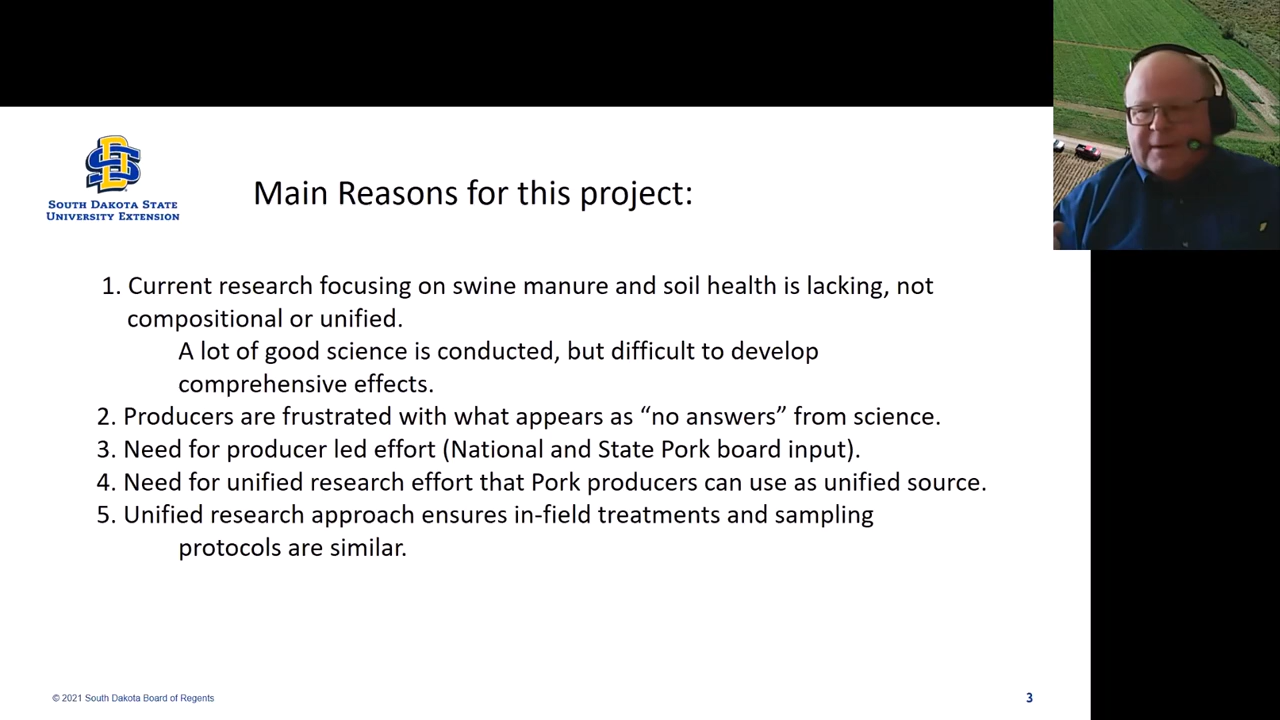 SOUTH DAKOTA STATE
UNIVERSITY EXTENSION
Main Reasons for this project:
1. Current research focusing on swine manure and soil health is lacking, not
compositional or unified.
A lot of good science is conducted, but difficult to develop
comprehensive effects.
2. Producers are frustrated with what appears as “no answers” from science.
3. Need for producer led effort (National and State Pork board input).
4. Need for unified research effort that Pork producers can use as unified source.
5. Unified research approach ensures in-field treatments and sampling
protocols are similar.
© 2021 South Dakota Board of Regents
3